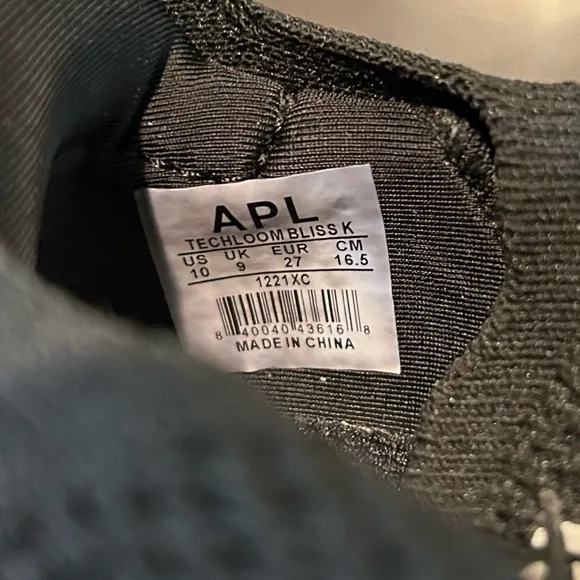 APL
TECHLOOM BLISS K
US UK EUR CM
10 9 27 16.5
1221XC
8 40040 43616 8
MADE IN CHINA